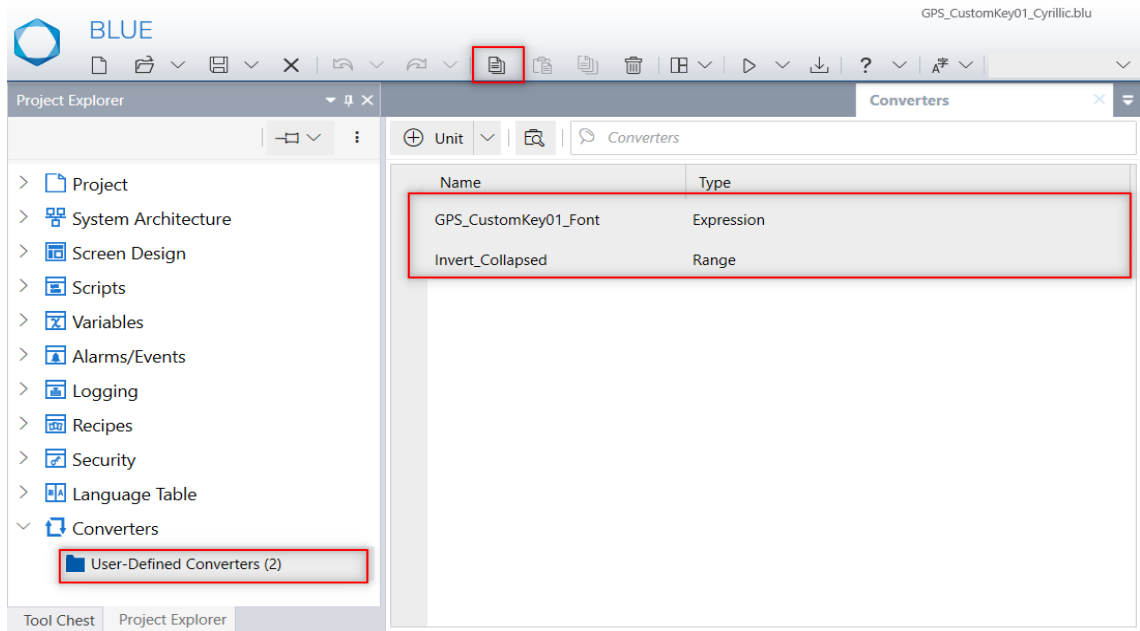 GPS_CustomKey01_Cyrillic.blu
BLUE
Project Explorer
Converters
Unit
Converters
Name Type
GPS_CustomKey01_Font Expression
Invert_Collapsed Range
Project
System Architecture
Screen Design
Scripts
Variables
Alarms/Events
Logging
Recipes
Security
Language Table
Converters
User-Defined Converters (2)
Tool Chest Project Explorer